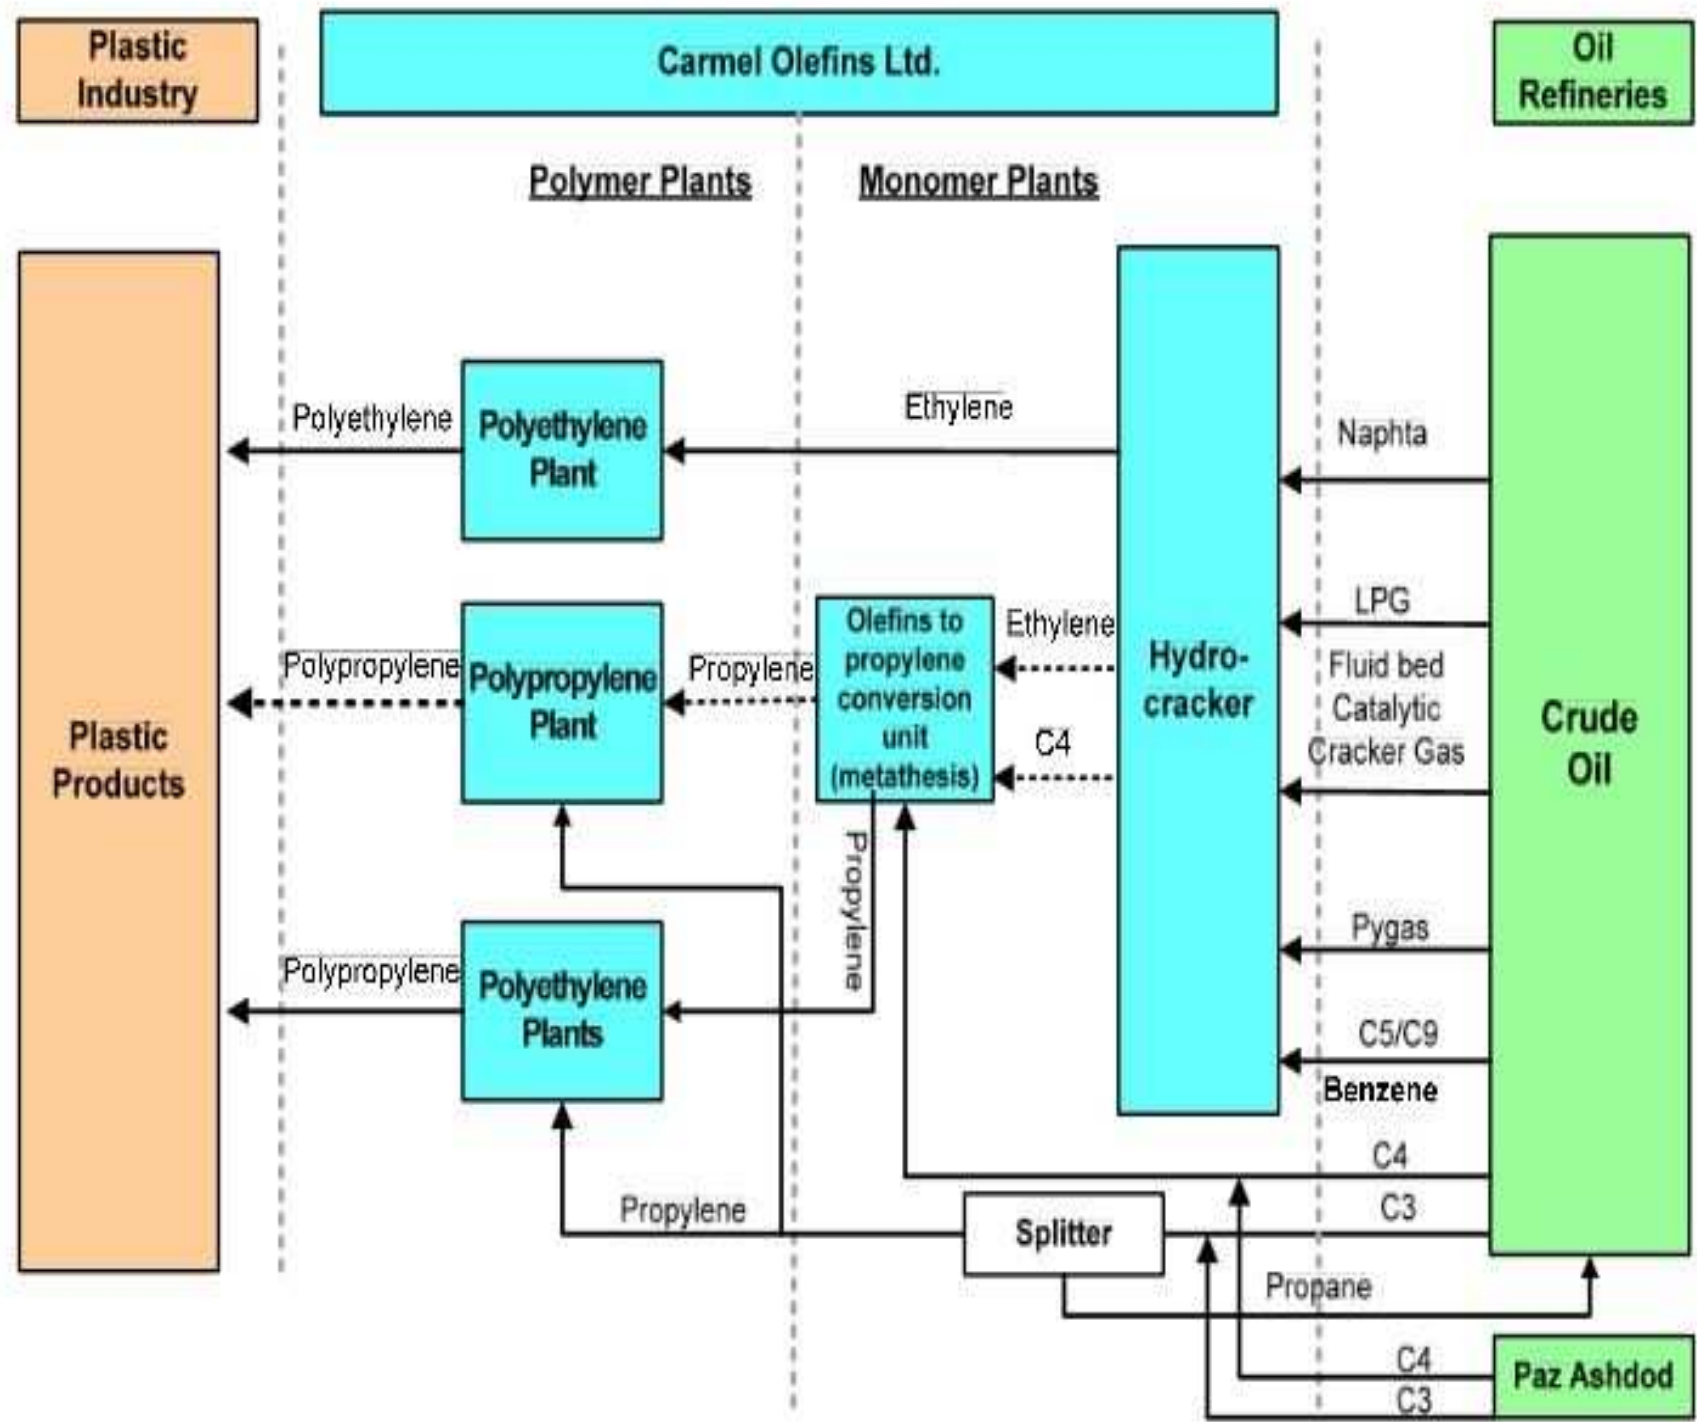 Plastic
Industry
Carmel Olefins Ltd.
Oil
Refineries
Polymer Plants
Monomer Plants
Polyethylene
Polyethylene
Plant
Ethylene
Naphta
LPG
Fluid bed
Catalytic
Cracker Gas
Polypropylene
Polypropylene
Plant
Propylene
Olefins to
propylene
conversion
unit
(metathesis)
Ethylene
C4
Hydro-
cracker
Crude
Oil
Plastic
Products
Propylene
Pygas
Polypropylene
Polyethylene
Plants
C5/C9
Benzene
C4
C3
Propylene
Splitter
Propane
C4
C3
Paz Ashdod